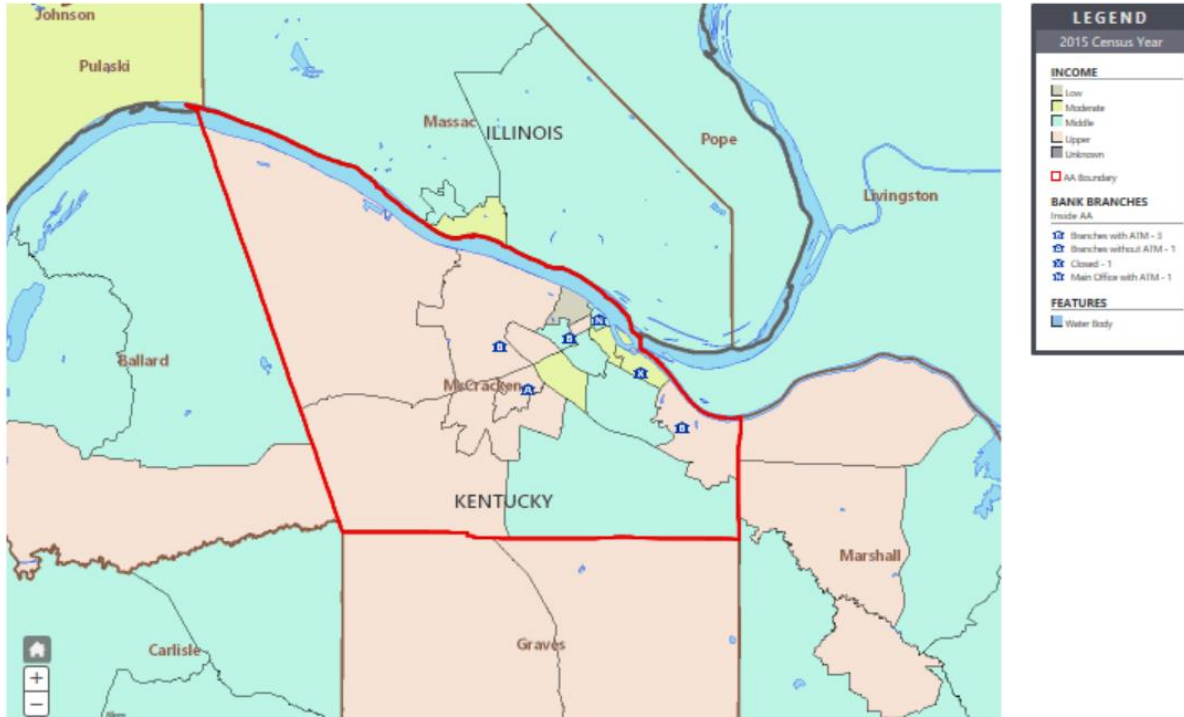 Johnson
Pulaski
Massac
ILLINOIS
Pope
Livingston
Ballard
McCracken
KENTUCKY
Marshall
Carlisle
Graves
+
−
LEGEND
2015 Census Year
INCOME
Low
Moderate
Middle
Upper
Unknown
AA Boundary
BANK BRANCHES
Inside AA
Branches with ATM - 3
Branches without ATM - 1
Closed - 1
Main Office with ATM - 1
FEATURES
Water Body